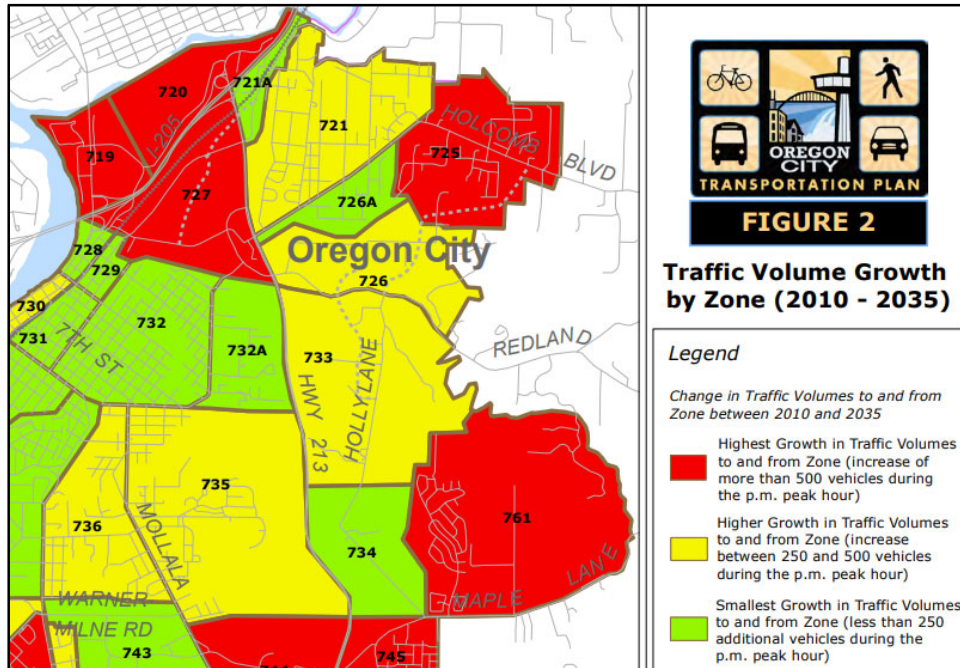 720
721A
I-205
721
719
HOLCOMB
725
BLVD
727
726A
728
Oregon City
729
726
730
732
733
REDLAND
731
7TH ST
732A
HOLLYLANE
HWY 213
735
761
736
MOLLALA
734
LANE
WARNER
MAPLE
MILNE RD
743
745
OREGON
CITY
TRANSPORTATION PLAN
FIGURE 2
Traffic Volume Growth
by Zone (2010 - 2035)
Legend
Change in Traffic Volumes to and from
Zone between 2010 and 2035
Highest Growth in Traffic Volumes
to and from Zone (increase of
more than 500 vehicles during
the p.m. peak hour)
Higher Growth in Traffic Volumes
to and from Zone (increase
between 250 and 500 vehicles
during the p.m. peak hour)
Smallest Growth in Traffic Volumes
to and from Zone (less than 250
additional vehicles during the
p.m. peak hour)